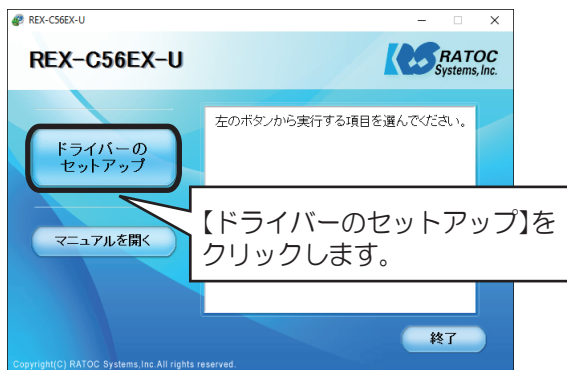 REX-C56EX-U
REX-C56EX-U
RATOC
Systems, Inc.
左のボタンから実行する項目を選んでください。
ドライバーの
セットアップ
【ドライバーのセットアップ】を
クリックします。
マニュアルを開く
終了
Copyright(C) RATOC Systems,Inc.All rights reserved.